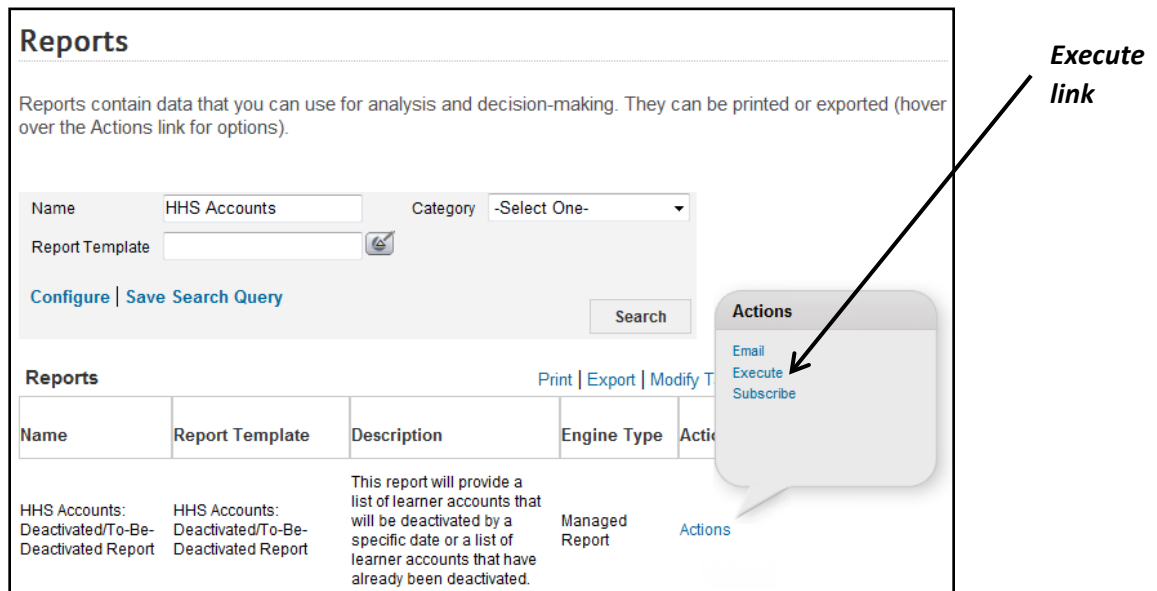 Reports
Execute
link
Reports contain data that you can use for analysis and decision-making. They can be printed or exported (hover
over the Actions link for options).
Name HHS Accounts Category -Select One-
Report Template
Configure | Save Search Query
Search
Actions
Email
Execute
Subscribe
Reports Print | Export | Modify T
Name Report Template Description Engine Type Actio
HHS Accounts:
Deactivated/To-Be-
Deactivated Report
HHS Accounts:
Deactivated/To-Be-
Deactivated Report
This report will provide a
list of learner accounts that
will be deactivated by a
specific date or a list of
learner accounts that have
already been deactivated.
Managed
Report
Actions